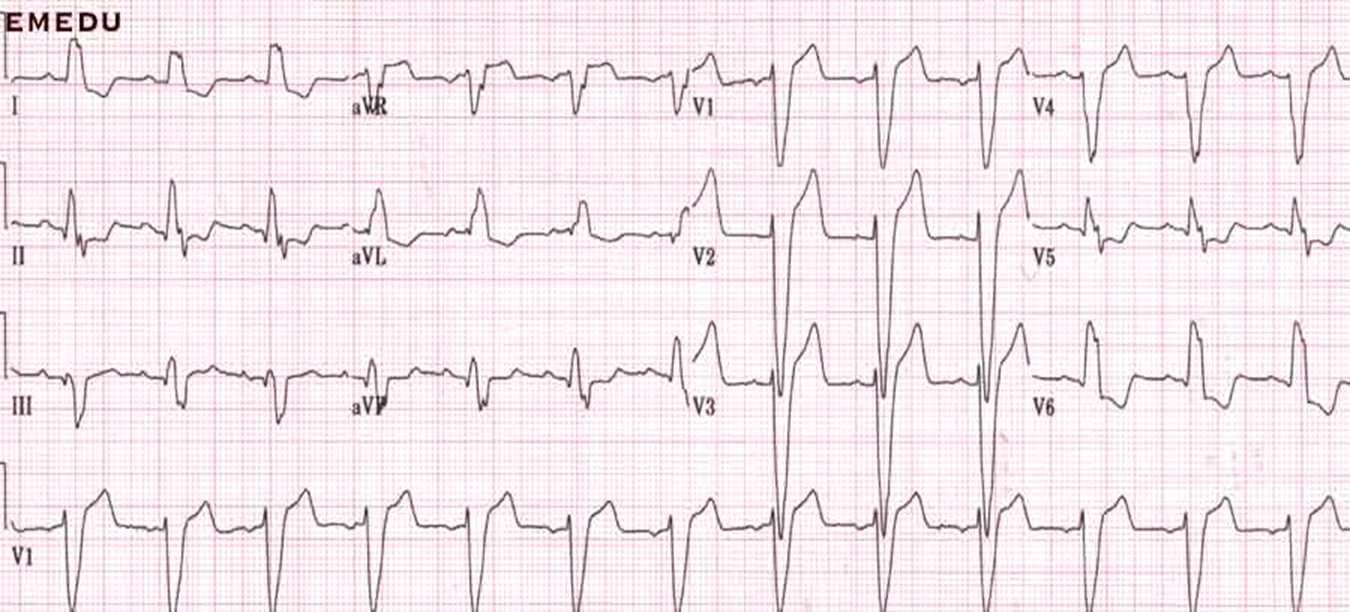 EMEDU
I aVR V1 V4
II aVL V2 V5
III aVF V3 V6
V1